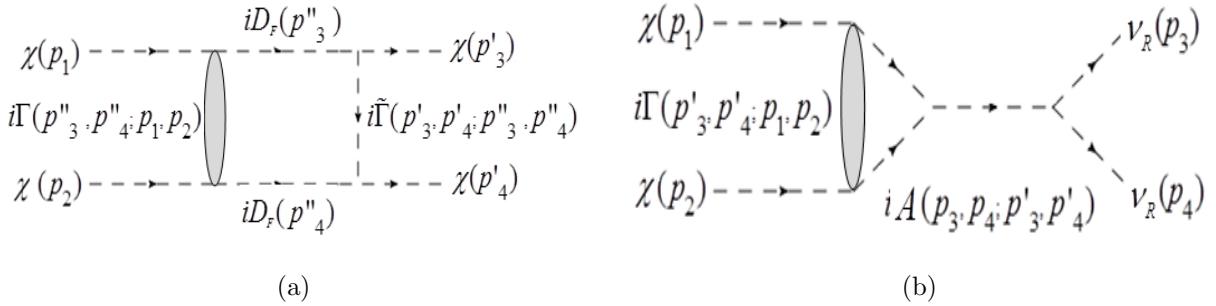 iD_F(p''_3)
χ(p_1)
χ(p'_3)
iΓ(p''_3,p''_4;p_1,p_2)
iΓ̃(p'_3,p'_4;p''_3,p''_4)
χ(p_2)
χ(p'_4)
iD_F(p''_4)
(a)
χ(p_1)
ν_R(p_3)
iΓ(p'_3,p'_4;p_1,p_2)
χ(p_2)
iA(p_3,p_4;p'_3,p'_4)
ν_R(p_4)
(b)